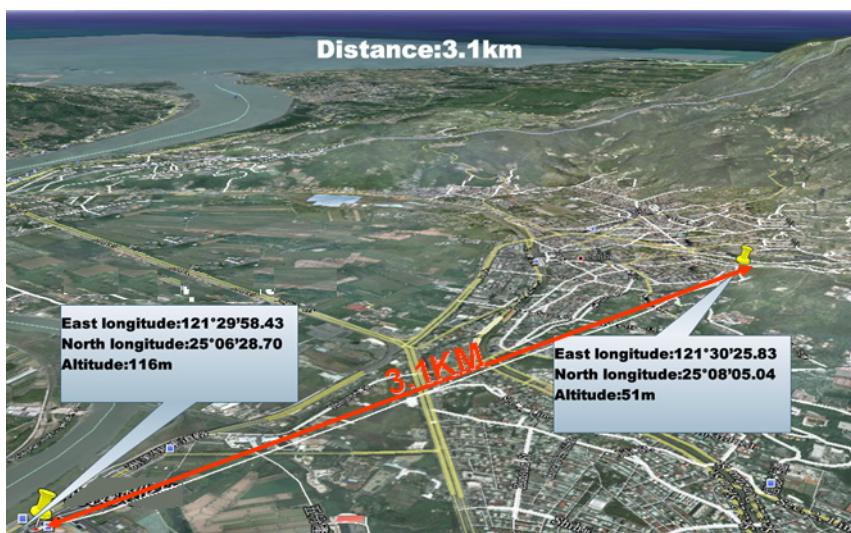 Distance:3.1km
East longitude:121°29'58.43
North longitude:25°06'28.70
Altitude:116m
3.1KM
East longitude:121°30'25.83
North longitude:25°08'05.04
Altitude:51m